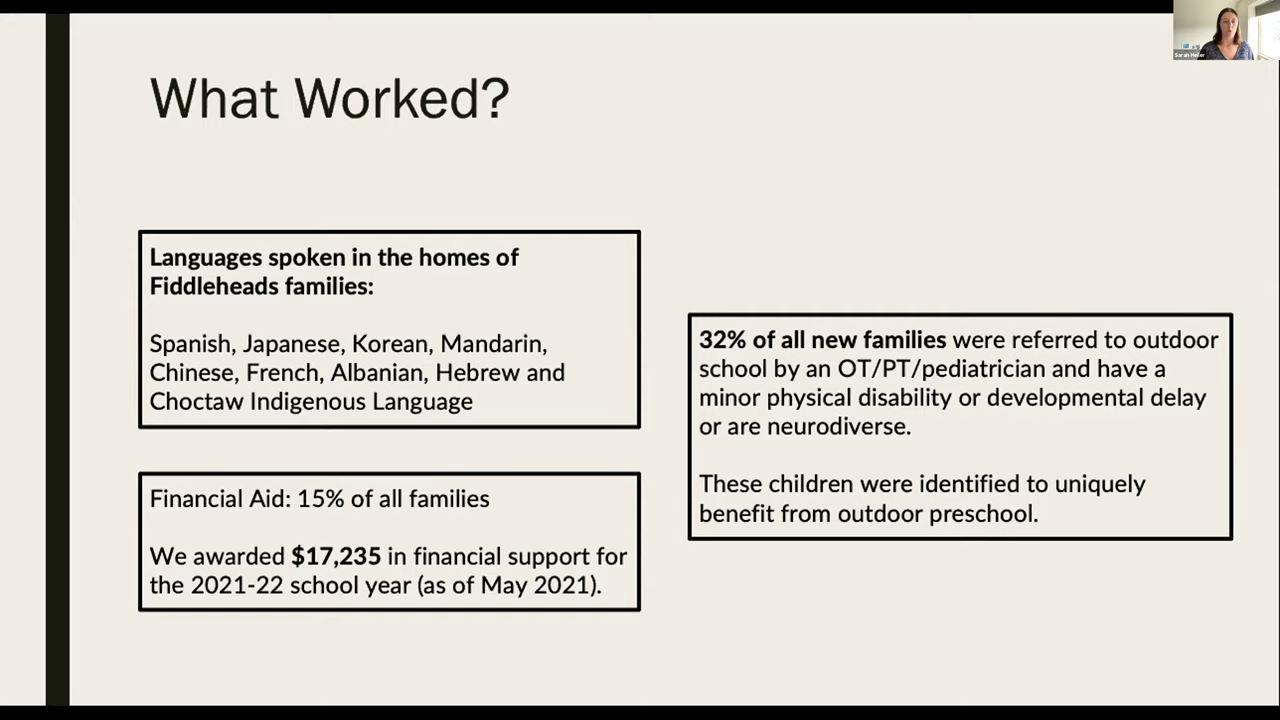 What Worked?
Languages spoken in the homes of
Fiddleheads families:
Spanish, Japanese, Korean, Mandarin,
Chinese, French, Albanian, Hebrew and
Choctaw Indigenous Language
Financial Aid: 15% of all families
We awarded $17,235 in financial support for
the 2021-22 school year (as of May 2021).
32% of all new families were referred to outdoor
school by an OT/PT/pediatrician and have a
minor physical disability or developmental delay
or are neurodiverse.
These children were identified to uniquely
benefit from outdoor preschool.
Sarah